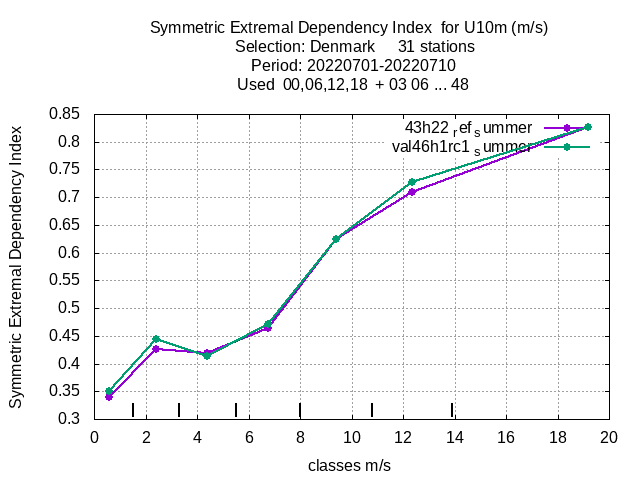 Symmetric Extremal Dependency Index  for U10m (m/s)
Selection: Denmark     31 stations
Period: 20220701-20220710
Used  00,06,12,18  + 03 06 ... 48
0.85
0.8
0.75
0.7
0.65
0.6
0.55
0.5
0.45
0.4
0.35
0.3
Symmetric Extremal Dependency Index
43h22 ref summer
val46h1rc1 summer
0 2 4 6 8 10 12 14 16 18 20
classes m/s